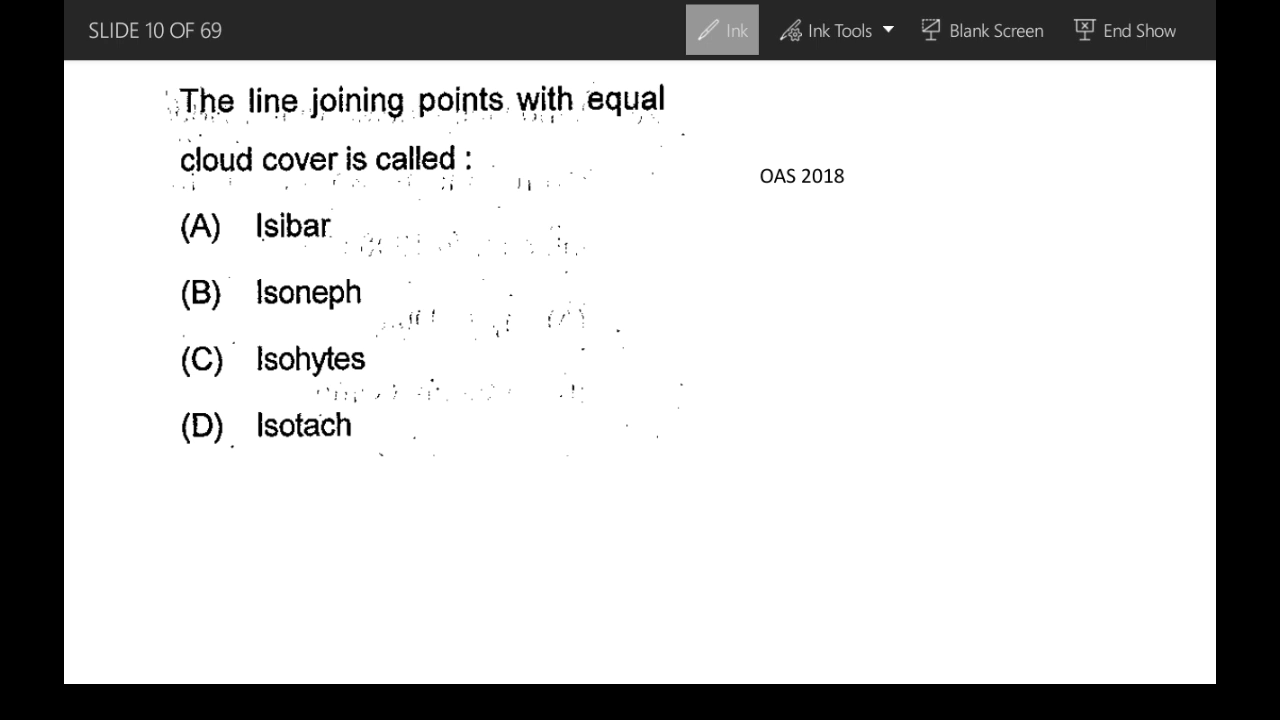 SLIDE 10 OF 69
Ink
Ink Tools
Blank Screen
End Show
The line joining points with equal
cloud cover is called :
OAS 2018
(A) Isibar
(B) Isoneph
(C) Isohytes
(D) Isotach